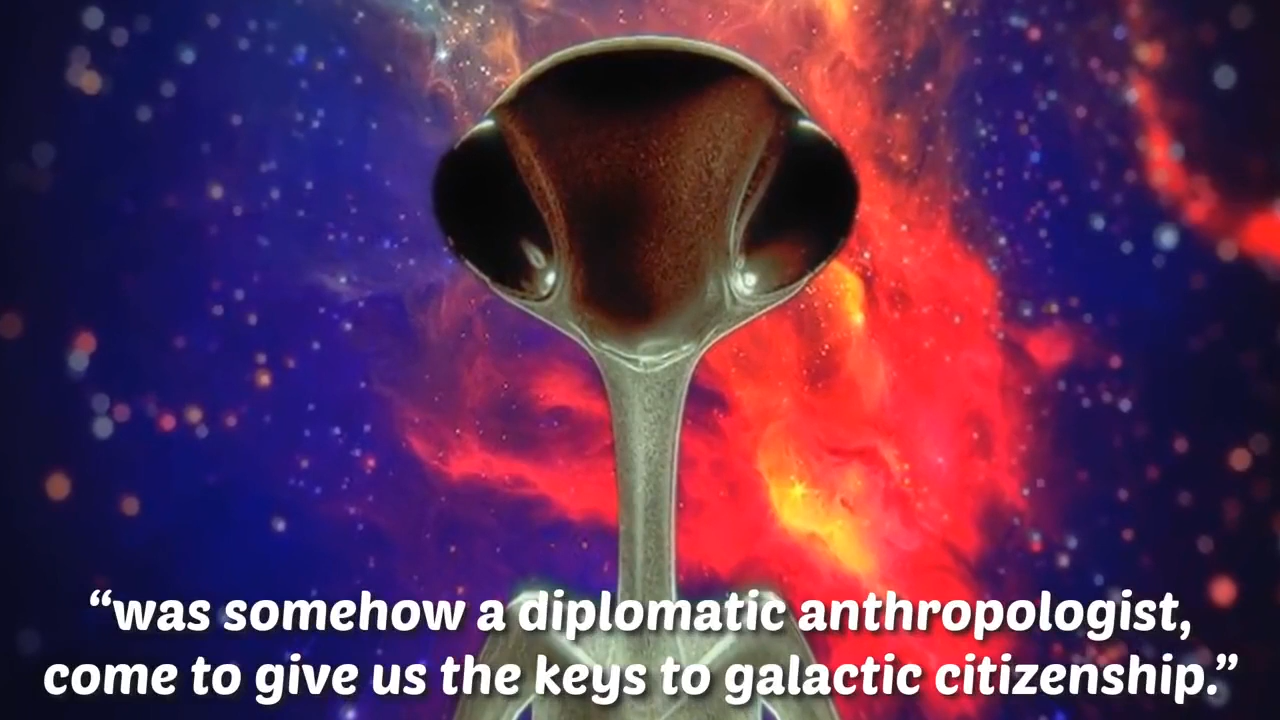 “was somehow a diplomatic anthropologist,
come to give us the keys to galactic citizenship.”